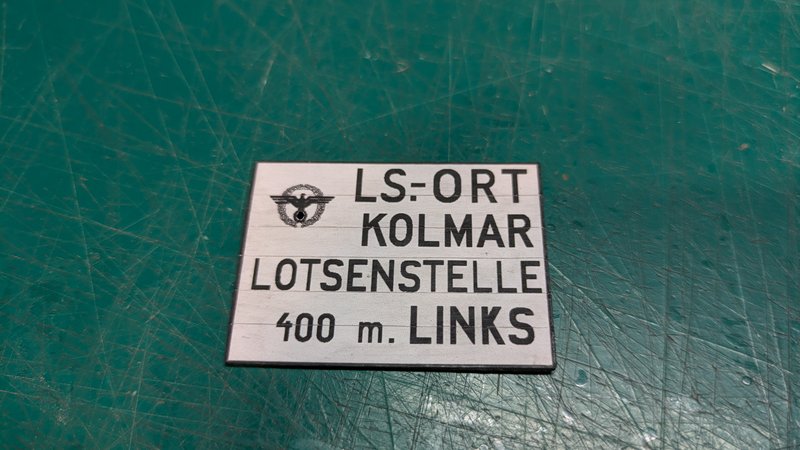 LS.-ORT
KOLMAR
LOTSENSTELLE
400 m. LINKS